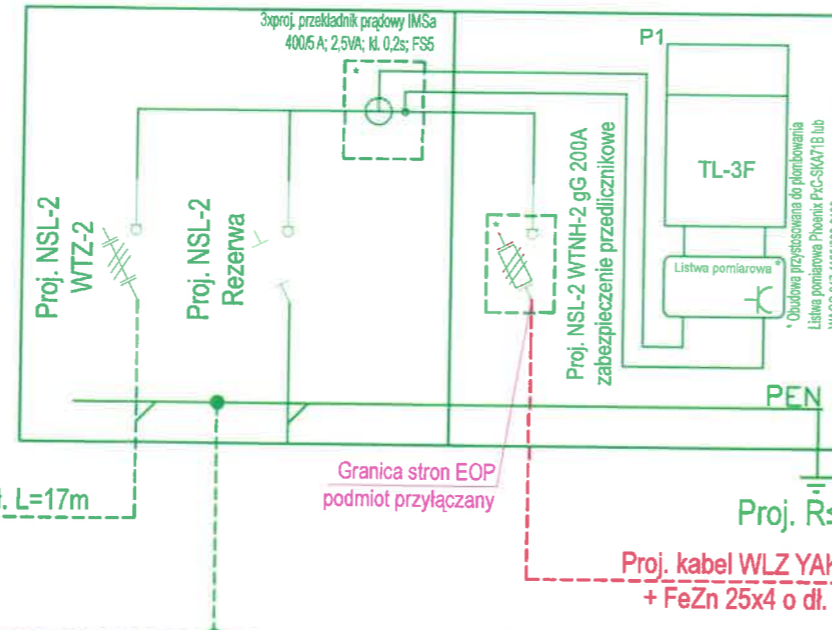 3xproj. przekładnik prądowy IMSa
400/5 A; 2,5VA; kl. 0,2s; FS5
*
P1
TL-3F
Listwa pomiarowa *
* Obudowa przystosowana do plombowania
Listwa pomiarowa Phoenix PxC-SKA71B lub
Proj. NSL-2
WTZ-2
Proj. NSL-2
Rezerwa
*
Proj. NSL-2 WTNH-2 gG 200A
zabezpieczenie przedlicznikowe
PEN
Granica stron EOP
podmiot przyłączany
L=17m
Proj. R≤
Proj. kabel WLZ YAK
+ FeZn 25x4 o dł.